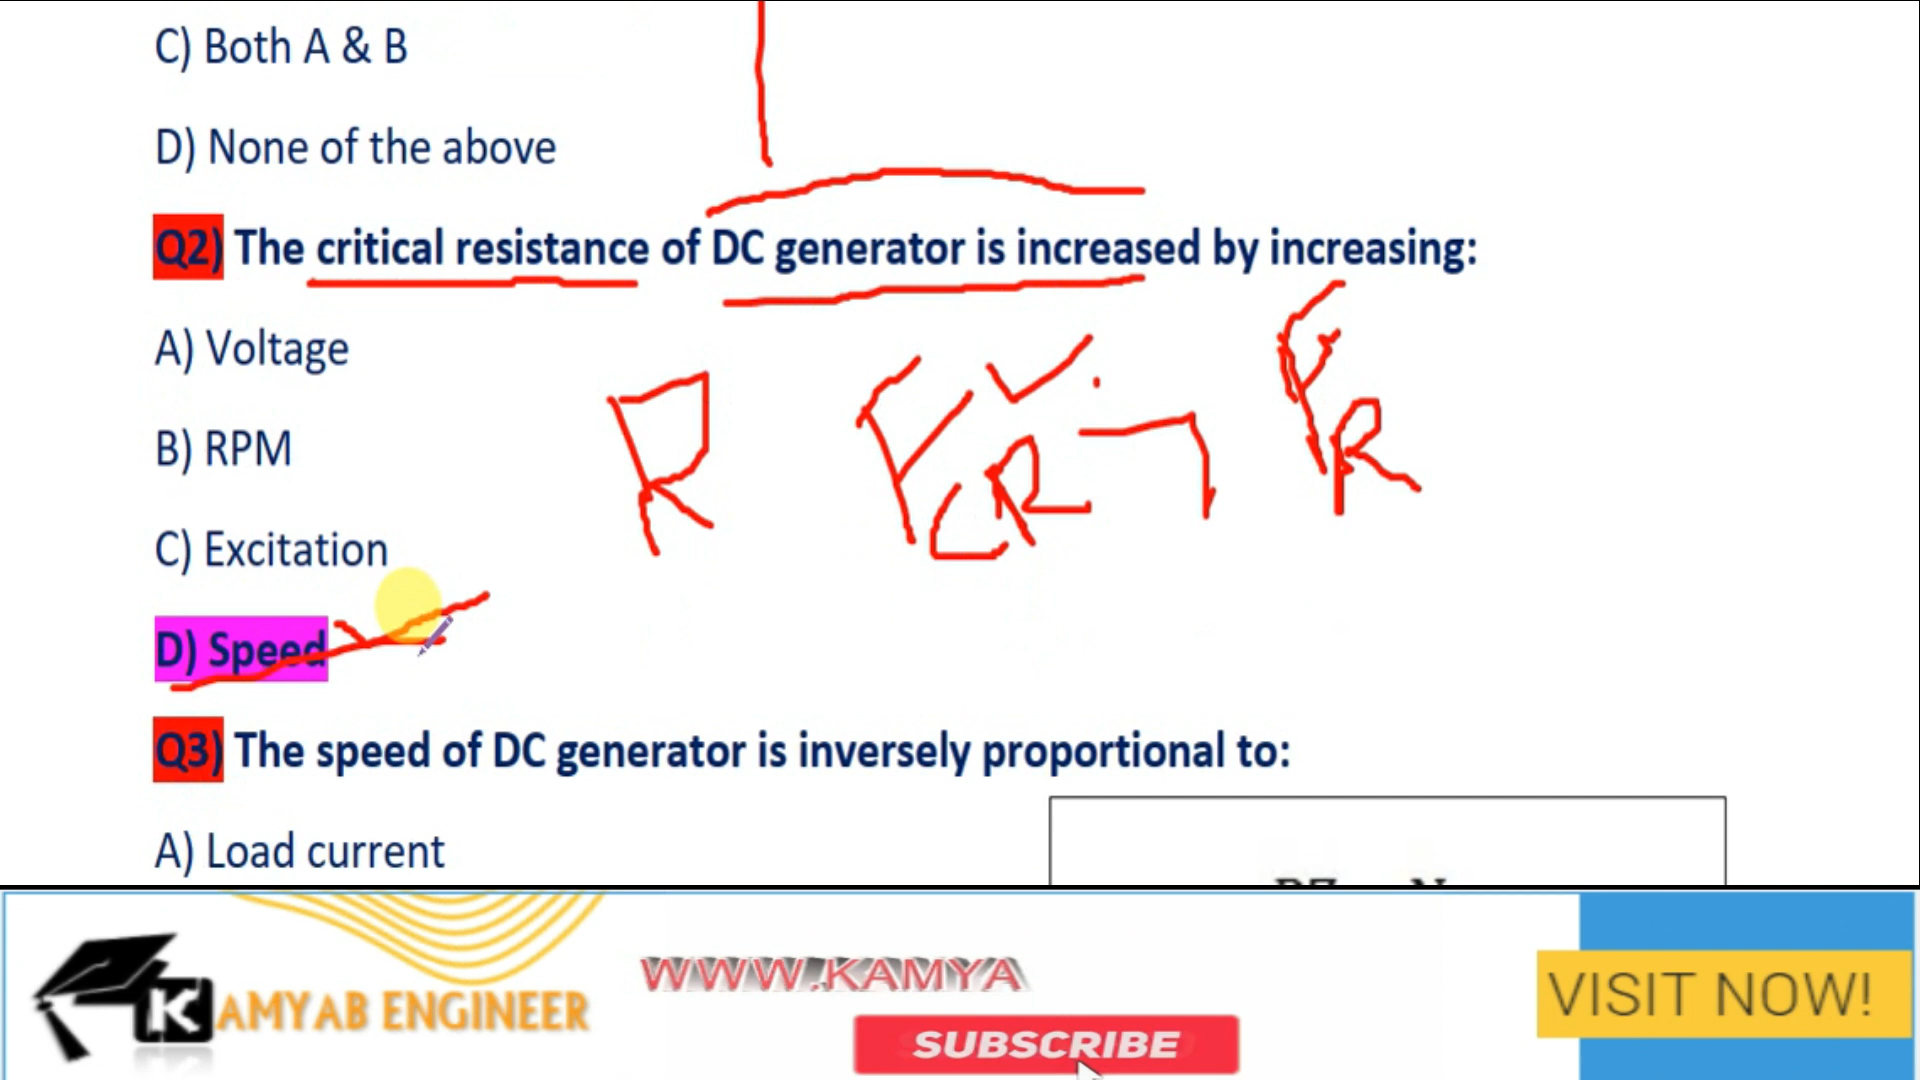 C) Both A & B
D) None of the above
Q2) The critical resistance of DC generator is increased by increasing:
A) Voltage
B) RPM
R
C) Excitation
D) Speed
Q3) The speed of DC generator is inversely proportional to:
A) Load current
KAMYAB ENGINEER
WWW.KAMYA
SUBSCRIBE
VISIT NOW!